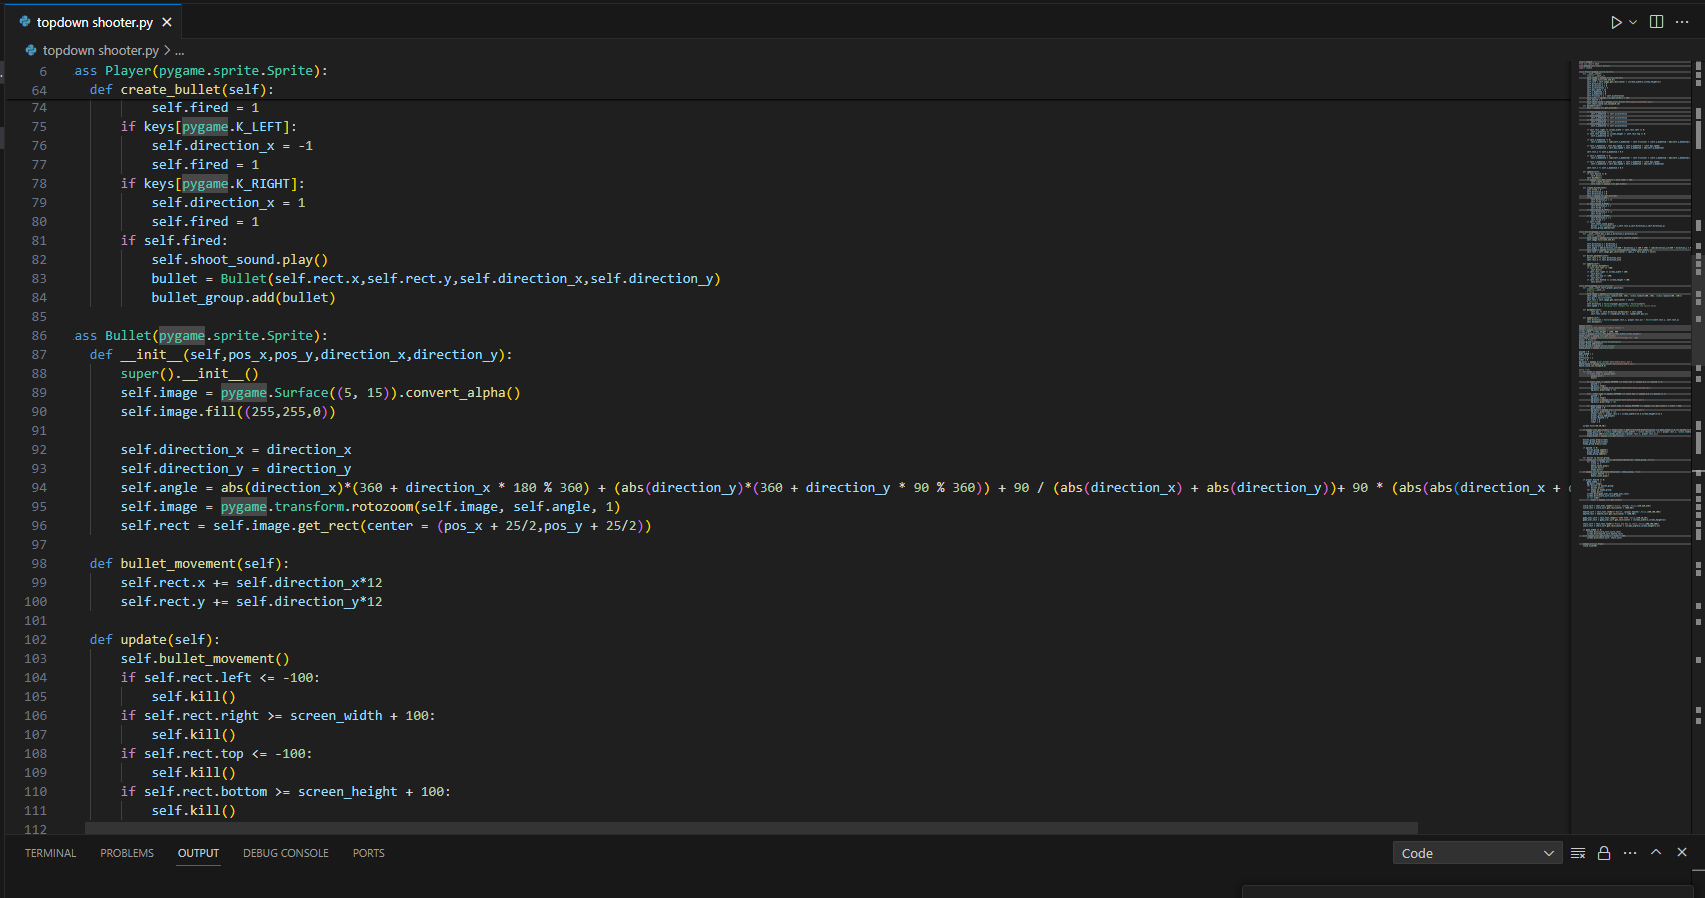 topdown shooter.py
topdown shooter.py > ...
6 ass Player(pygame.sprite.Sprite):
64 def create_bullet(self):
74 self.fired = 1
75 if keys[pygame.K_LEFT]:
76 self.direction_x = -1
77 self.fired = 1
78 if keys[pygame.K_RIGHT]:
79 self.direction_x = 1
80 self.fired = 1
81 if self.fired:
82 self.shoot_sound.play()
83 bullet = Bullet(self.rect.x,self.rect.y,self.direction_x,self.direction_y)
84 bullet_group.add(bullet)
85
86 ass Bullet(pygame.sprite.Sprite):
87 def __init__(self,pos_x,pos_y,direction_x,direction_y):
88 super().__init__()
89 self.image = pygame.Surface((5, 15)).convert_alpha()
90 self.image.fill((255,255,0))
91
92 self.direction_x = direction_x
93 self.direction_y = direction_y
94 self.angle = abs(direction_x)*(360 + direction_x * 180 % 360) + (abs(direction_y)*(360 + direction_y * 90 % 360)) + 90 / (abs(direction_x) + abs(direction_y))+ 90 * (abs(abs(direction_x +
95 self.image = pygame.transform.rotozoom(self.image, self.angle, 1)
96 self.rect = self.image.get_rect(center = (pos_x + 25/2,pos_y + 25/2))
97
98 def bullet_movement(self):
99 self.rect.x += self.direction_x*12
100 self.rect.y += self.direction_y*12
101
102 def update(self):
103 self.bullet_movement()
104 if self.rect.left <= -100:
105 self.kill()
106 if self.rect.right >= screen_width + 100:
107 self.kill()
108 if self.rect.top <= -100:
109 self.kill()
110 if self.rect.bottom >= screen_height + 100:
111 self.kill()
112
TERMINAL PROBLEMS OUTPUT DEBUG CONSOLE PORTS Code